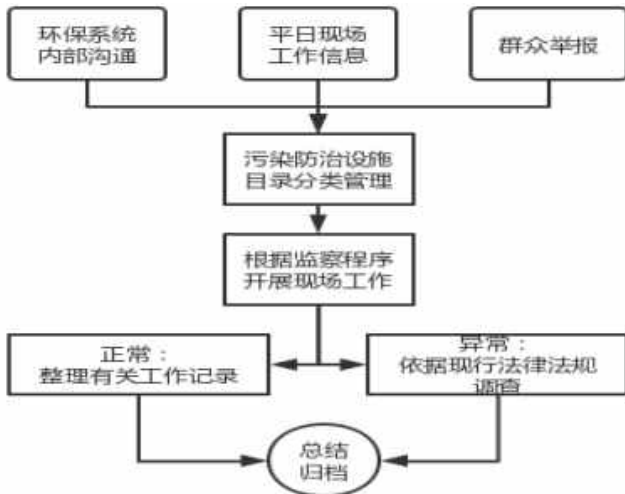 环保系统
内部沟通
平日现场
工作信息
群众举报
污染防治设施
目录分类管理
根据监察程序
开展现场工作
正常：
整理有关工作记录
异常：
依据现行法律法规
调查
总结
归档